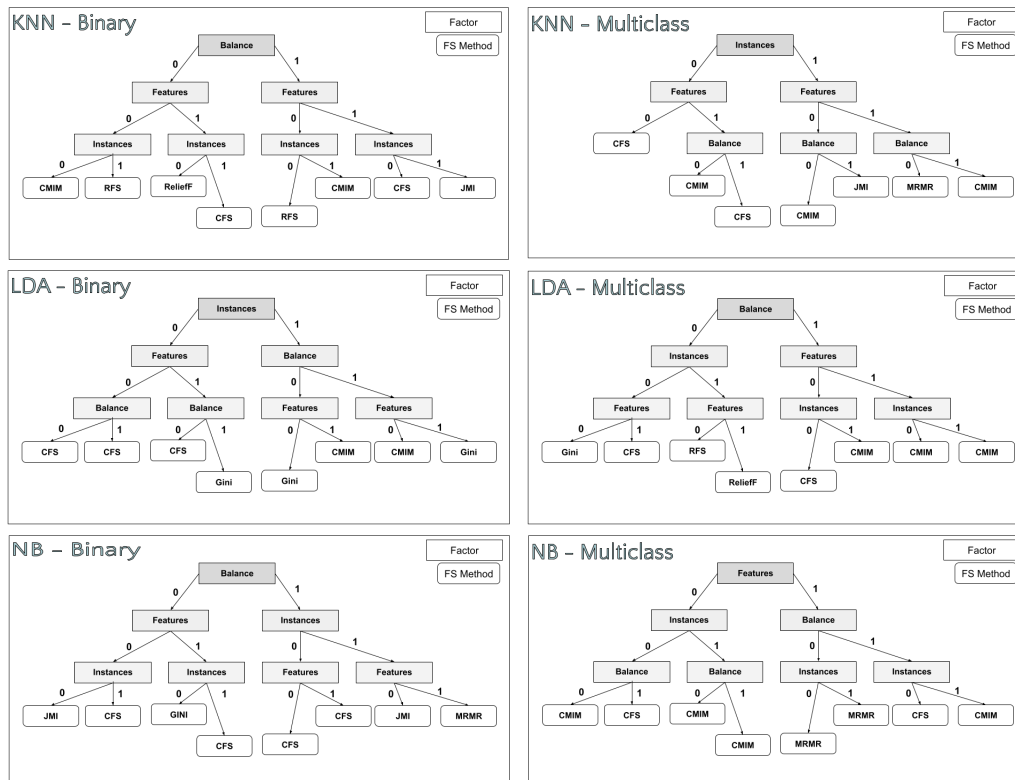 KNN – Binary
Factor
FS Method
Balance
0 1
Features Features
0 1 0 1
Instances Instances Instances Instances
0 1 0 1 0 1 0 1
CMIM RFS ReliefF CMIM CFS JMI
CFS RFS
KNN – Multiclass
Factor
FS Method
Instances
0 1
Features Features
0 1 0 1
CFS Balance Balance Balance
0 1 0 1 0 1
CMIM JMI MRMR CMIM
CFS CMIM
LDA – Binary
Factor
FS Method
Instances
0 1
Features Balance
0 1 0 1
Balance Balance Features Features
0 1 0 1 0 1 0 1
CFS CFS CFS CMIM CMIM Gini
Gini Gini
LDA – Multiclass
Factor
FS Method
Balance
0 1
Instances Features
0 1 0 1
Features Features Instances Instances
0 1 0 1 0 1 0 1
Gini CFS RFS CMIM CMIM CMIM
ReliefF CFS
NB – Binary
Factor
FS Method
Balance
0 1
Features Instances
0 1 0 1
Instances Instances Features Features
0 1 0 1 0 1 0 1
JMI CFS GINI CFS JMI MRMR
CFS CFS
NB – Multiclass
Factor
FS Method
Features
0 1
Instances Balance
0 1 0 1
Balance Balance Instances Instances
0 1 0 1 0 1 0 1
CMIM CFS CMIM MRMR CFS CMIM
CMIM MRMR